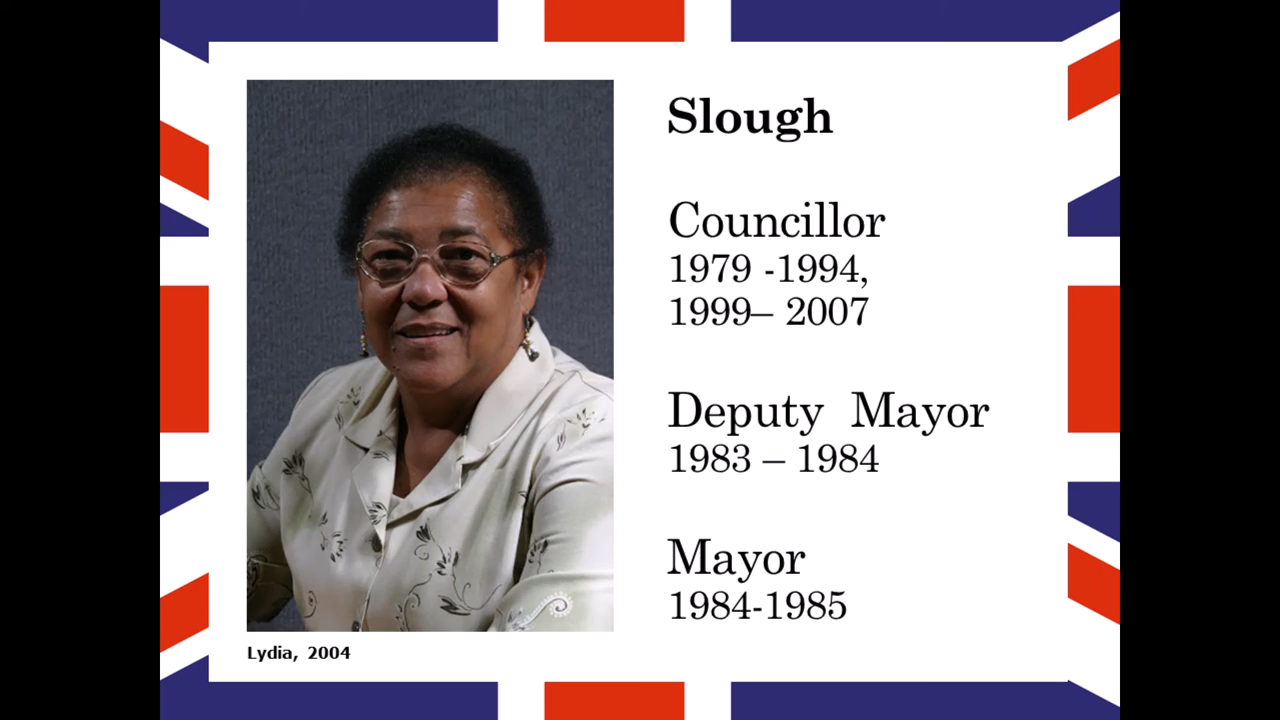 Slough
Councillor
1979 -1994,
1999– 2007
Deputy Mayor
1983 – 1984
Mayor
1984-1985
Lydia, 2004